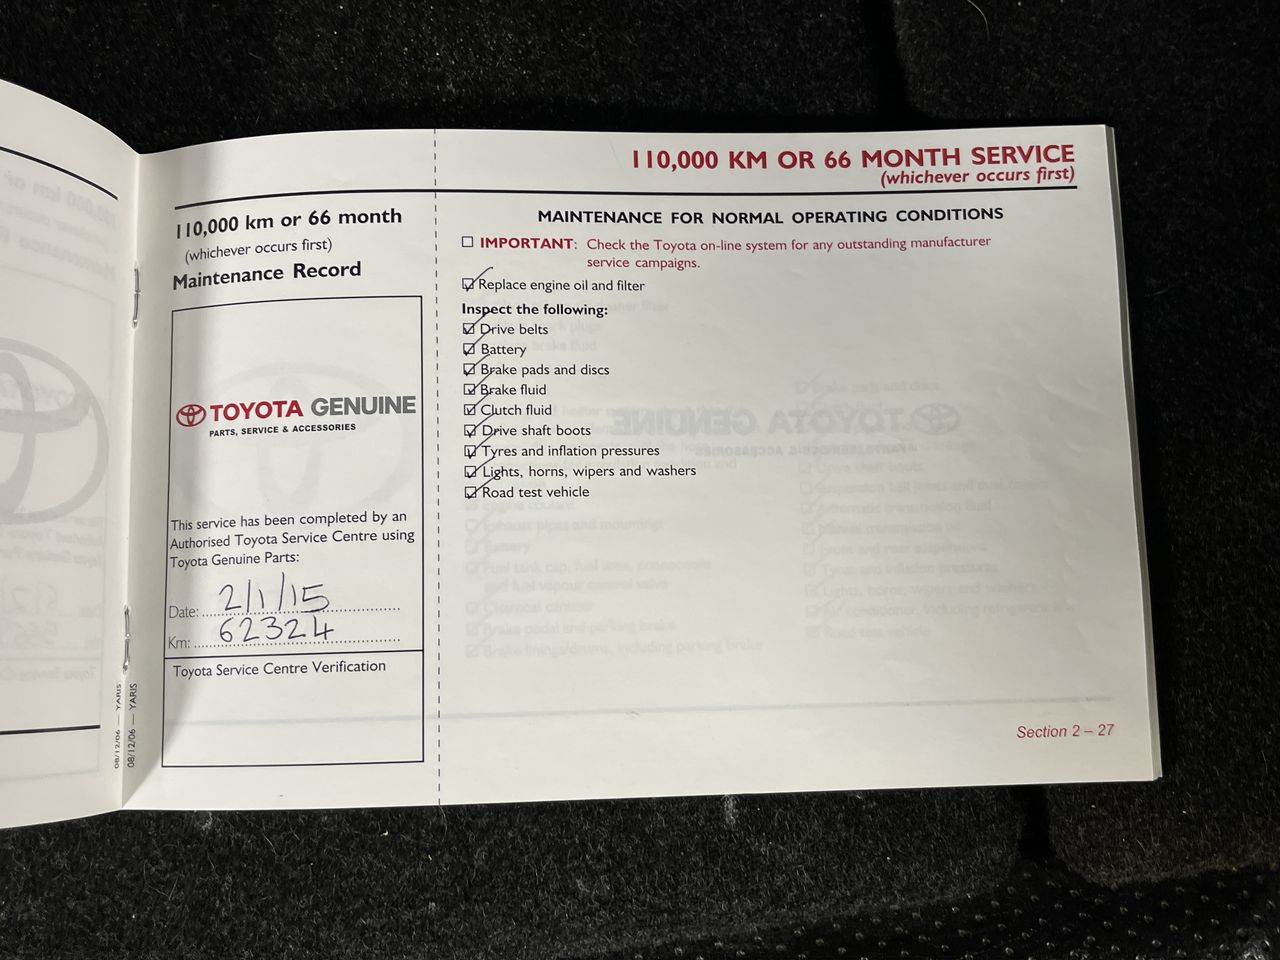 110,000 KM OR 66 MONTH SERVICE
(whichever occurs first)
110,000 km or 66 month
(whichever occurs first)
Maintenance Record
TOYOTA GENUINE
PARTS, SERVICE & ACCESSORIES
This service has been completed by an
Authorised Toyota Service Centre using
Toyota Genuine Parts:
Date: 2/1/15
Km: 62324
Toyota Service Centre Verification
08/12/06 — YARIS
08/12/06 — YARIS
MAINTENANCE FOR NORMAL OPERATING CONDITIONS
IMPORTANT: Check the Toyota on-line system for any outstanding manufacturer
service campaigns.
Replace engine oil and filter
Inspect the following:
Drive belts
Battery
Brake pads and discs
Brake fluid
Clutch fluid
Drive shaft boots
Tyres and inflation pressures
Lights, horns, wipers and washers
Road test vehicle
Section 2 – 27